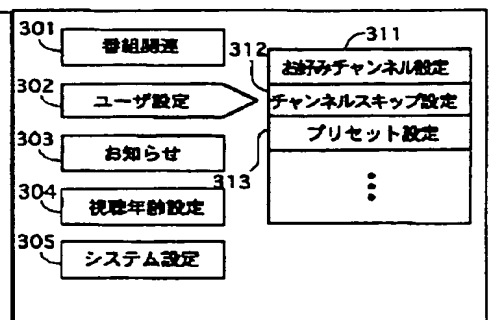 301
番組関連
302
ユーザ設定
303
お知らせ
304
視聴年齢設定
305
システム設定
311
312
お好みチャンネル設定
チャンネルスキップ設定
プリセット設定
313